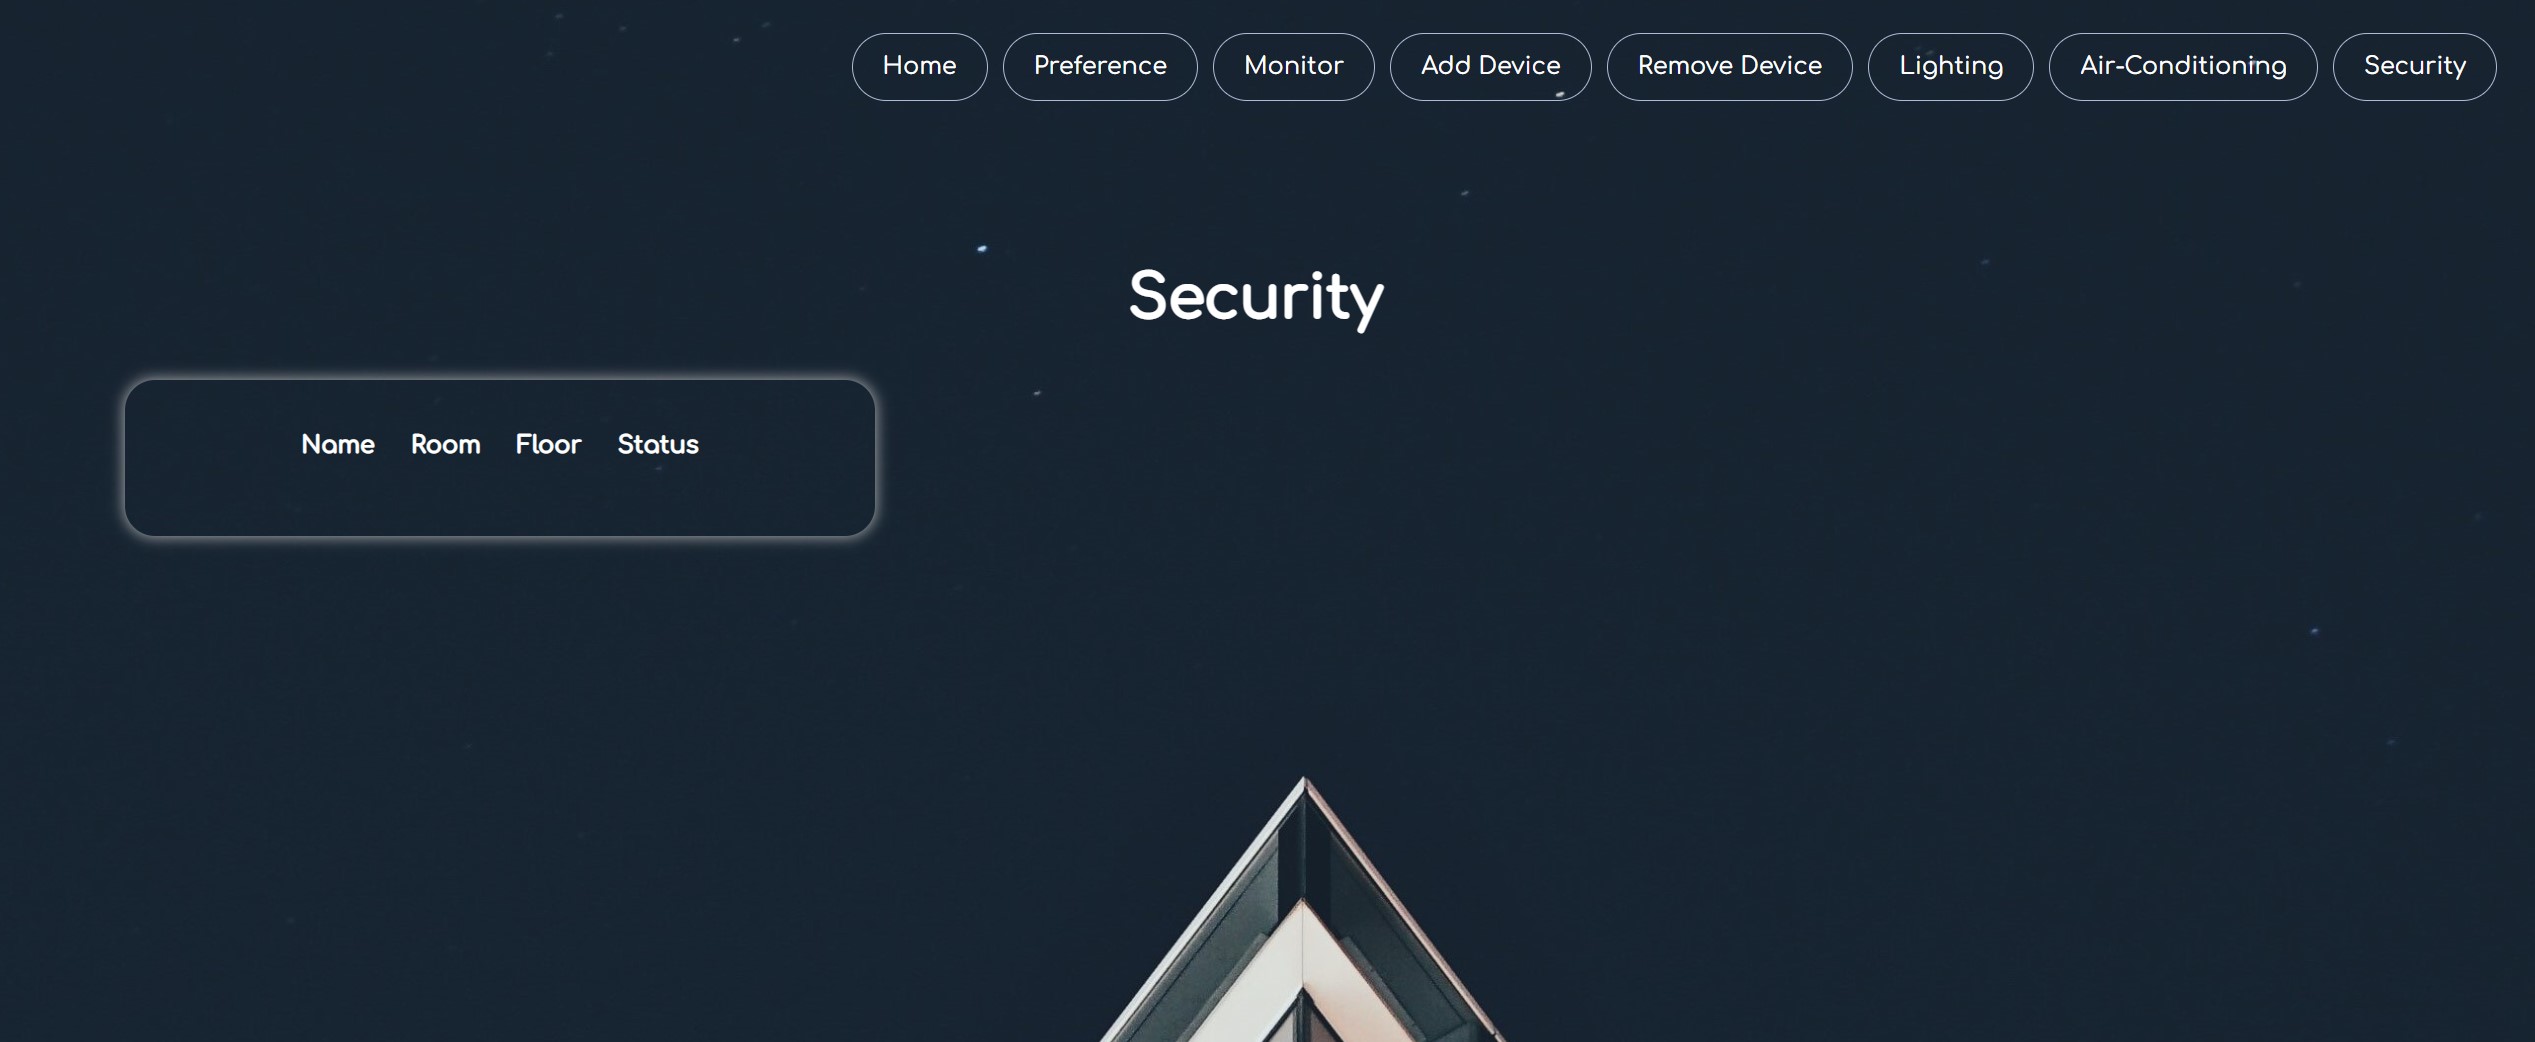 Home Preference Monitor Add Device Remove Device Lighting Air-Conditioning Security
Security
Name Room Floor Status